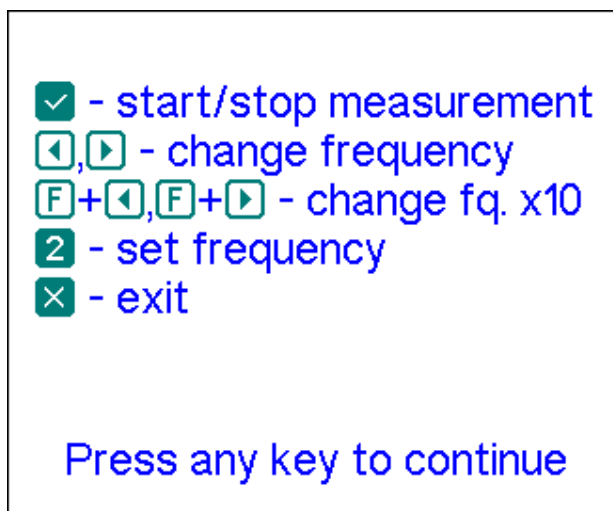 ✓ - start/stop measurement
◀,▶ - change frequency
F+◀,F+▶ - change fq. x10
2 - set frequency
✕ - exit
Press any key to continue